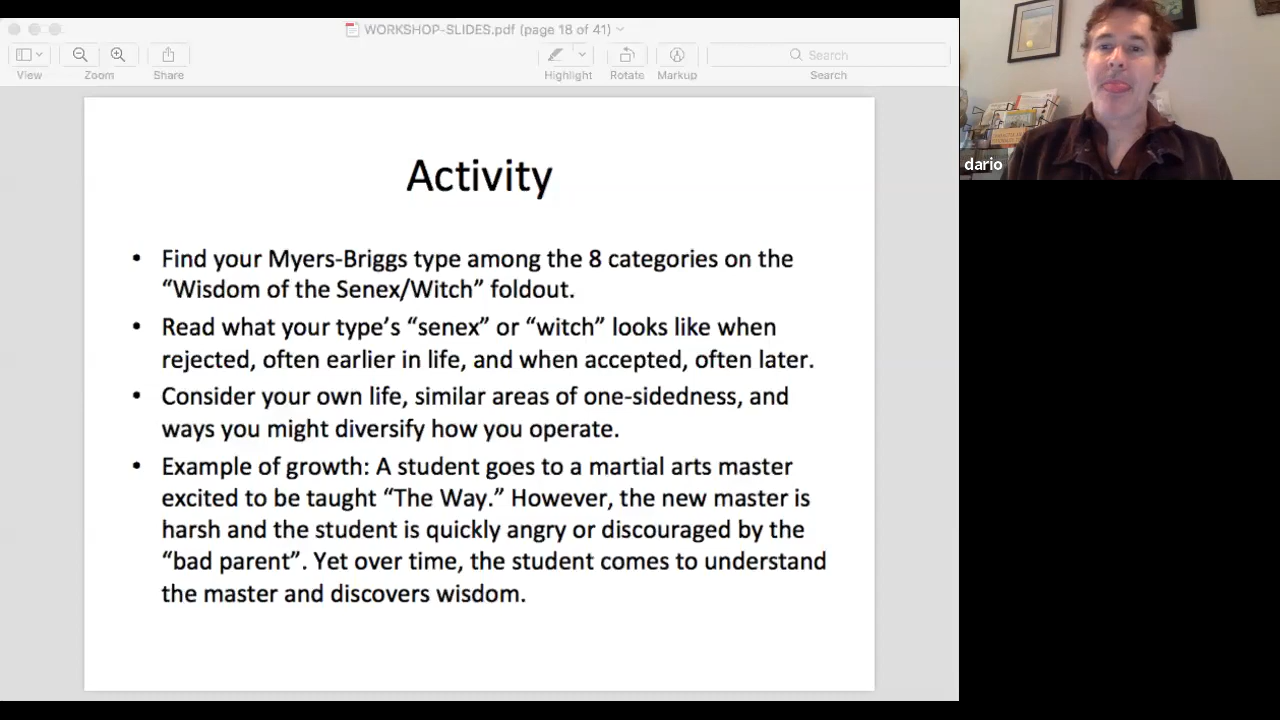 WORKSHOP-SLIDES.pdf (page 18 of 41)
View
Zoom
Share
Highlight
Rotate
Markup
Search
Search
dario
Activity
• Find your Myers-Briggs type among the 8 categories on the
“Wisdom of the Senex/Witch” foldout.
• Read what your type’s “senex” or “witch” looks like when
rejected, often earlier in life, and when accepted, often later.
• Consider your own life, similar areas of one-sidedness, and
ways you might diversify how you operate.
• Example of growth: A student goes to a martial arts master
excited to be taught “The Way.” However, the new master is
harsh and the student is quickly angry or discouraged by the
“bad parent”. Yet over time, the student comes to understand
the master and discovers wisdom.